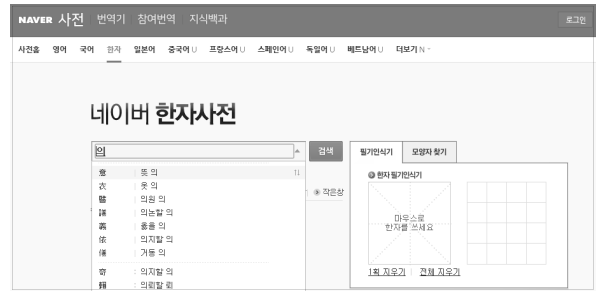 NAVER 사전 번역기 참여번역 지식백과 로그인
사전홈 영어 국어 한자 일본어 중국어 U 프랑스어 U 스페인어 U 독일어 U 베트남어 U 더보기 N
네이버 한자사전
의 검색 필기인식기 모양자 찾기
意 뜻 의
衣 옷 의
醫 의원 의
議 의논할 의
義 옳을 의
依 의지할 의
儀 거동 의
奇 의지할 의
의뢰할 뢰
작은창
한자 필기인식기
마우스로
한자를 쓰세요
1획 지우기 전체 지우기